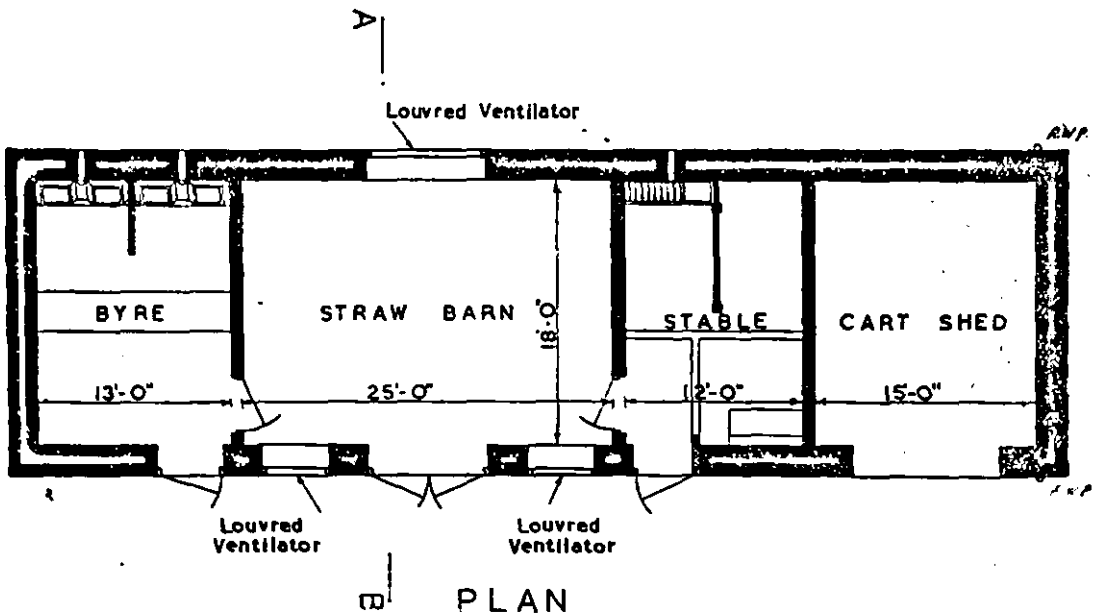 A
Louvred Ventilator
R.W.P.
BYRE
STRAW BARN
18'-0"
STABLE
CART SHED
13'-0"
25'-0"
12'-0"
15'-0"
Louvred
Ventilator
Louvred
Ventilator
B
PLAN